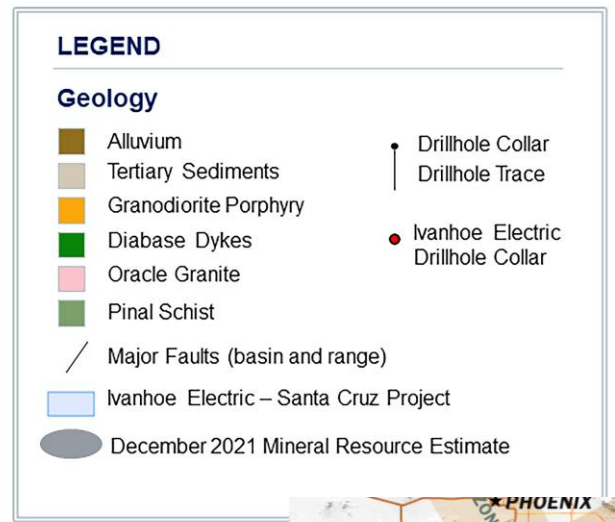 LEGEND
Geology
Alluvium
Tertiary Sediments
Granodiorite Porphyry
Diabase Dykes
Oracle Granite
Pinal Schist
Major Faults (basin and range)
Ivanhoe Electric – Santa Cruz Project
December 2021 Mineral Resource Estimate
Drillhole Collar
Drillhole Trace
Ivanhoe Electric
Drillhole Collar
PHOENIX